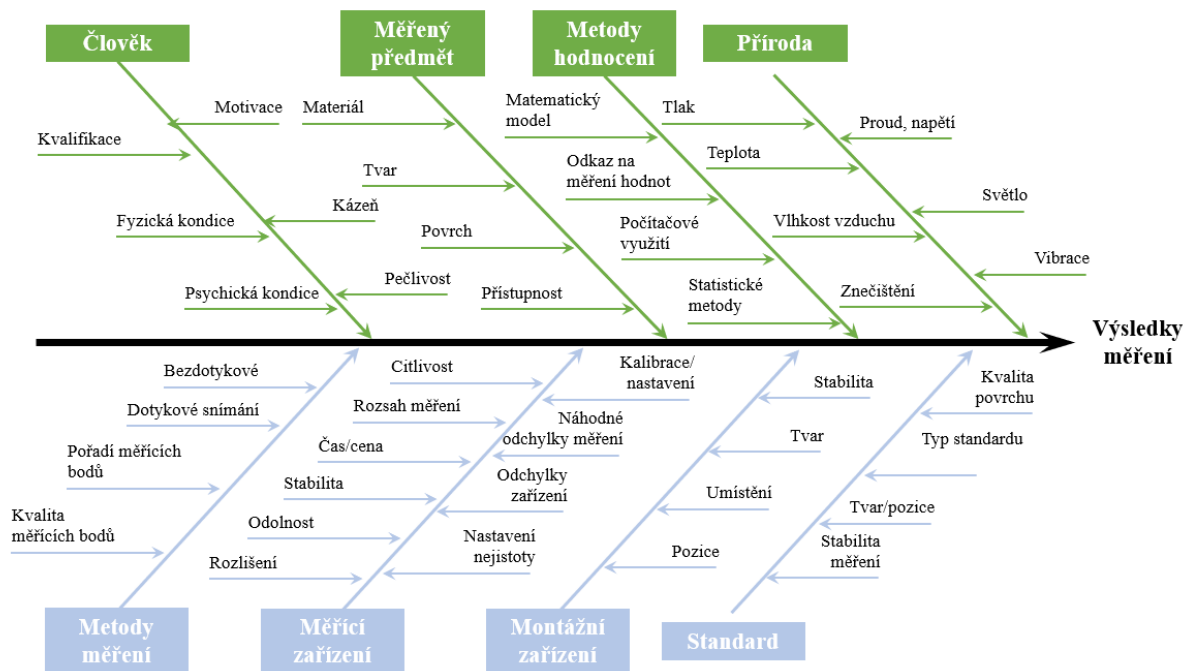 Člověk
Měřený
předmět
Metody
hodnocení
Příroda
Motivace
Kvalifikace
Fyzická kondice
Kázeň
Psychická kondice
Pečlivost
Materiál
Tvar
Povrch
Přístupnost
Matematický
model
Odkaz na
měření hodnot
Počítačové
využití
Statistické
metody
Tlak
Teplota
Vlhkost vzduchu
Znečištění
Proud, napětí
Světlo
Vibrace
Výsledky
měření
Bezdotykové
Dotykové snímání
Pořadí měřících
bodů
Kvalita
měřících bodů
Citlivost
Rozsah měření
Čas/cena
Stabilita
Odolnost
Rozlišení
Kalibrace/
nastavení
Náhodné
odchylky měření
Odchylky
zařízení
Nastavení
nejistoty
Stabilita
Tvar
Umístění
Pozice
Kvalita
povrchu
Typ standardu
Tvar/pozice
Stabilita
měření
Metody
měření
Měřící
zařízení
Montážní
zařízení
Standard